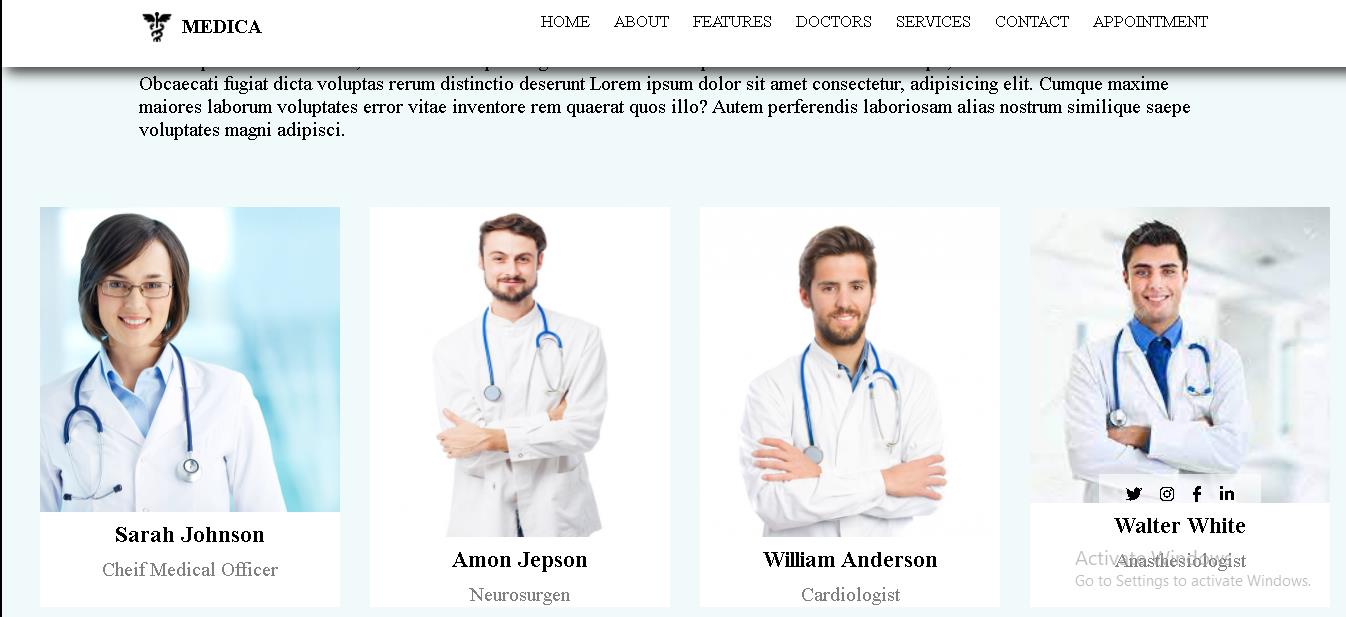 MEDICA
HOME ABOUT FEATURES DOCTORS SERVICES CONTACT APPOINTMENT
Obcaecati fugiat dicta voluptas rerum distinctio deserunt Lorem ipsum dolor sit amet consectetur, adipisicing elit. Cumque maxime
maiores laborum voluptates error vitae inventore rem quaerat quos illo? Autem perferendis laboriosam alias nostrum similique saepe
voluptates magni adipisci.
Sarah Johnson
Cheif Medical Officer
Amon Jepson
Neurosurgen
William Anderson
Cardiologist
Walter White
Anasthesiologist
Activate Windows
Go to Settings to activate Windows.